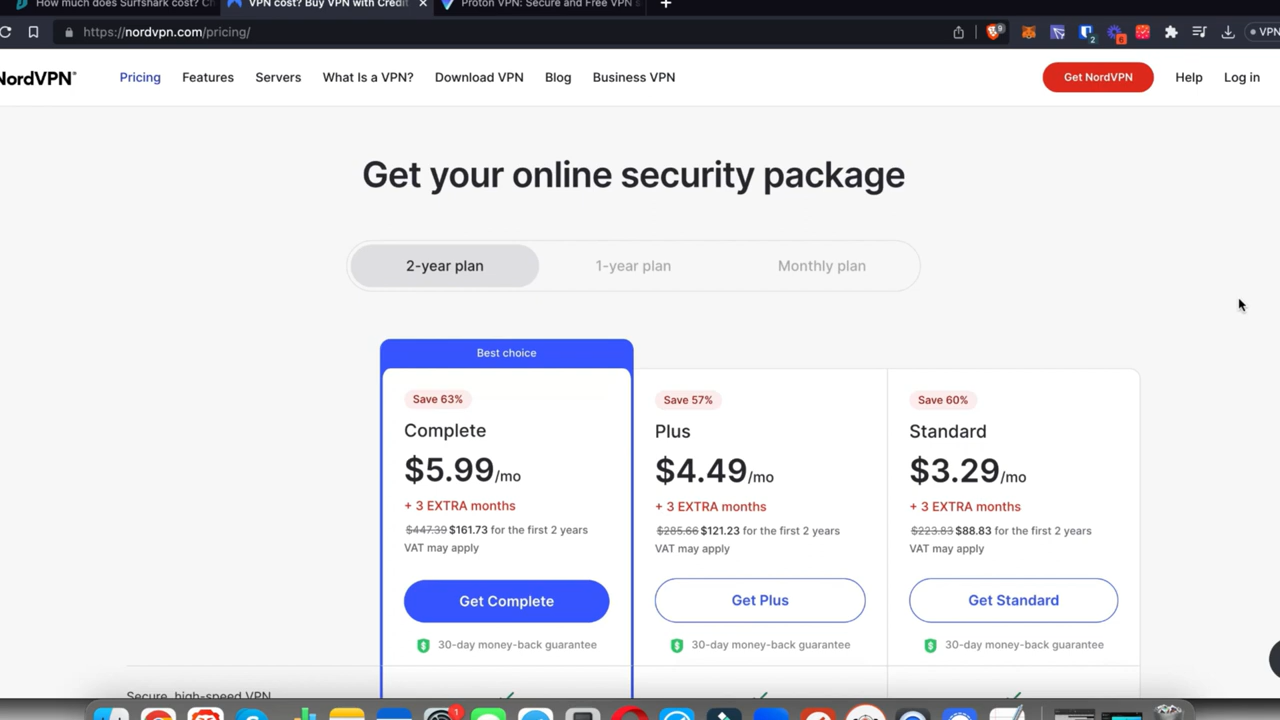 How much does Surfshark cost? Ch
VPN cost? Buy VPN with Credit
Proton VPN: Secure and Free VPN s
https://nordvpn.com/pricing/
9
2
6
VPN
NordVPN®
Pricing
Features
Servers
What Is a VPN?
Download VPN
Blog
Business VPN
Get NordVPN
Help
Log in
Get your online security package
2-year plan
1-year plan
Monthly plan
Best choice
Save 63%
Complete
$5.99/mo
+ 3 EXTRA months
$447.39 $161.73 for the first 2 years
VAT may apply
Get Complete
30-day money-back guarantee
Save 57%
Plus
$4.49/mo
+ 3 EXTRA months
$285.66 $121.23 for the first 2 years
VAT may apply
Get Plus
30-day money-back guarantee
Save 60%
Standard
$3.29/mo
+ 3 EXTRA months
$223.83 $88.83 for the first 2 years
VAT may apply
Get Standard
30-day money-back guarantee
Secure, high-speed VPN
1